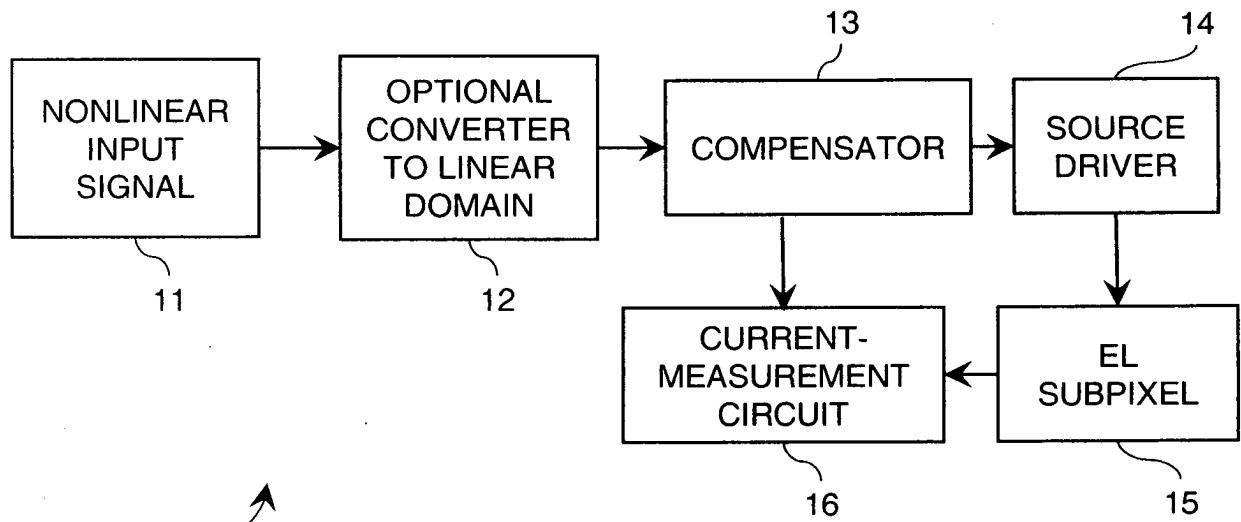 13
14
NONLINEAR
INPUT
SIGNAL
OPTIONAL
CONVERTER
TO LINEAR
DOMAIN
COMPENSATOR
SOURCE
DRIVER
11
12
CURRENT-
MEASUREMENT
CIRCUIT
EL
SUBPIXEL
16
15